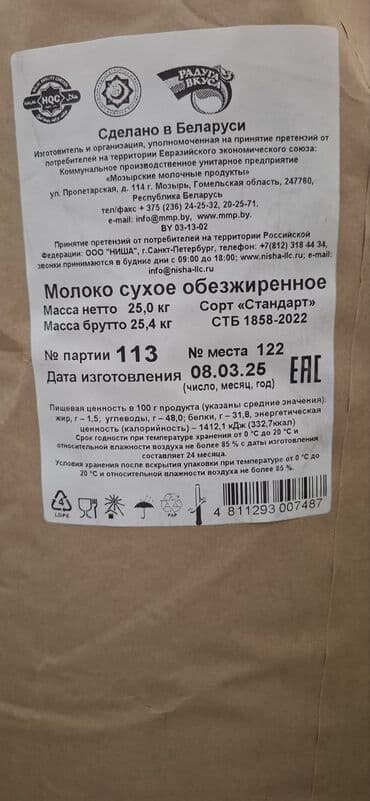 HQC
РАДУГА
ВКУСА
Сделано в Беларуси
Изготовитель и организация, уполномоченная на принятие претензий от
потребителей на территории Евразийского экономического союза:
Коммунальное производственное унитарное предприятие
«Мозырские молочные продукты»
ул. Пролетарская, д. 114 г. Мозырь, Гомельская область, 247760,
Республика Беларусь
тел/факс + 375 (236) 24-25-32, 20-25-71.
e-mail: info@mmp.by, www.mmp.by.
BY 03-13-02
Принятие претензий от потребителей на территории Российской
Федерации: ООО "НИША", г.Санкт-Петербург, телефон: +7(812) 318 44 34,
звонки принимаются в будние дни с 09:00 до 18:00; www.nisha-llc.ru; e-mail:
info@nisha-llc.ru
Молоко сухое обезжиренное
Масса нетто 25,0 кг Сорт «Стандарт»
Масса брутто 25,4 кг СТБ 1858-2022
№ партии 113 № места 122
Дата изготовления 08.03.25
(число, месяц, год)
EAC
Пищевая ценность в 100 г продукта (указаны средние значения):
жир, г – 1,5; углеводы, г – 48,0; белки, г – 31,8, энергетическая
ценность (калорийность) – 1412,1 кДж (332,7ккал)
Срок годности при температуре хранения от 0 °С до 20 °С и
относительной влажности воздуха не более 85 % с даты изготовления
составляет 24 месяца.
Условия хранения после вскрытия упаковки при температуре от 0 °С до
20 °С и относительной влажности воздуха не более 85 %.
4
LDPE
PAP
4 811293 007487